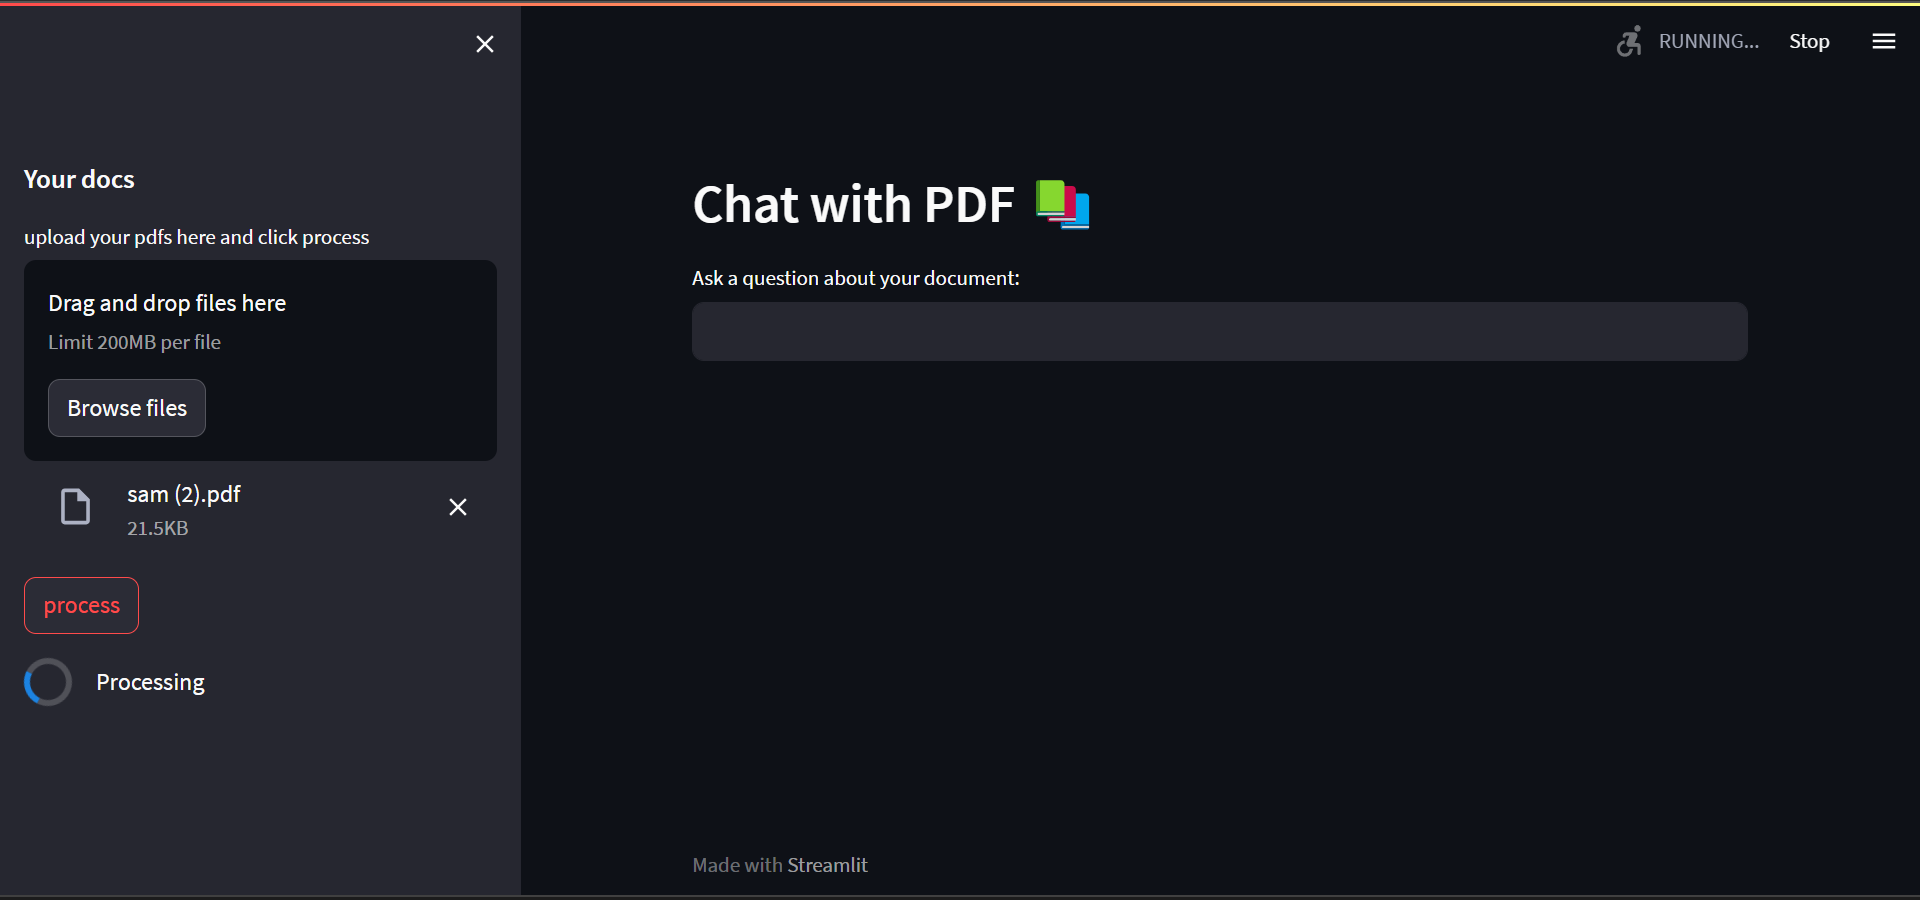 RUNNING...
Stop
Your docs
upload your pdfs here and click process
Drag and drop files here
Limit 200MB per file
Browse files
sam (2).pdf
21.5KB
process
Processing
Chat with PDF
Ask a question about your document:
Made with Streamlit